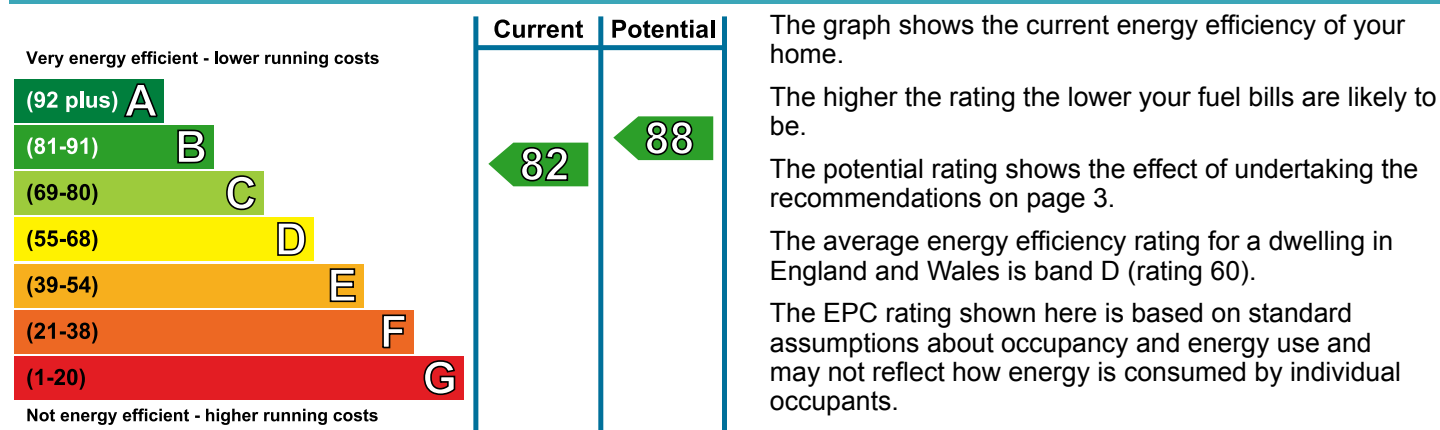 Current Potential
Very energy efficient - lower running costs
(92 plus) A
(81-91) B
(69-80) C
(55-68) D
(39-54) E
(21-38) F
(1-20) G
Not energy efficient - higher running costs
82
88
The graph shows the current energy efficiency of your
home.
The higher the rating the lower your fuel bills are likely to
be.
The potential rating shows the effect of undertaking the
recommendations on page 3.
The average energy efficiency rating for a dwelling in
England and Wales is band D (rating 60).
The EPC rating shown here is based on standard
assumptions about occupancy and energy use and
may not reflect how energy is consumed by individual
occupants.